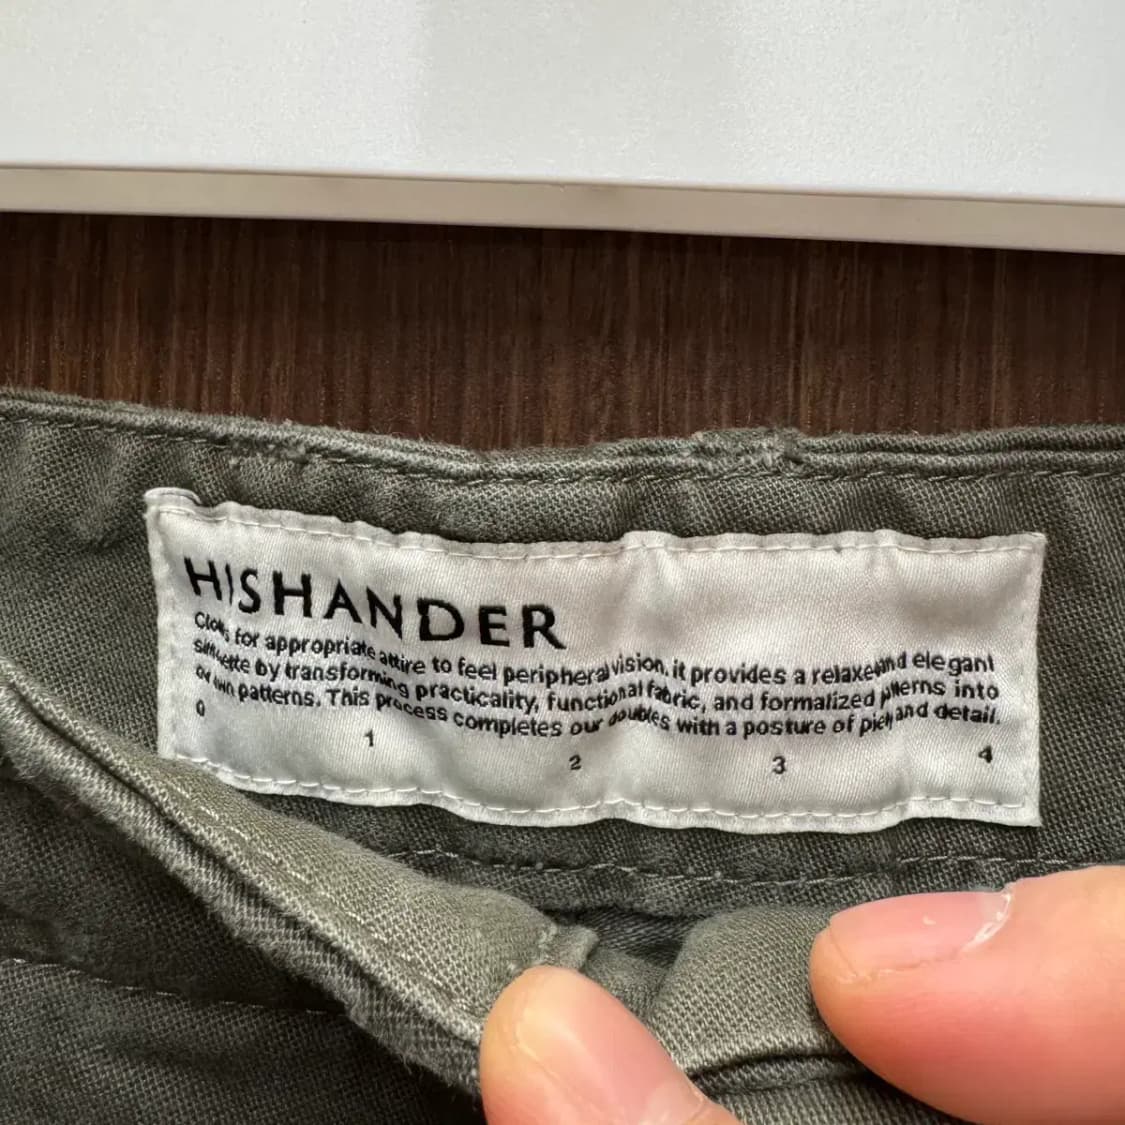 HISHANDER
Cloths for appropriate attire to feel peripheral vision. it provides a relaxed and elegant
silhouette by transforming practicality, functional fabric, and formalized patterns into
our own patterns. This process completes our doubles with a posture of piety and detail.
0 1 2 3 4